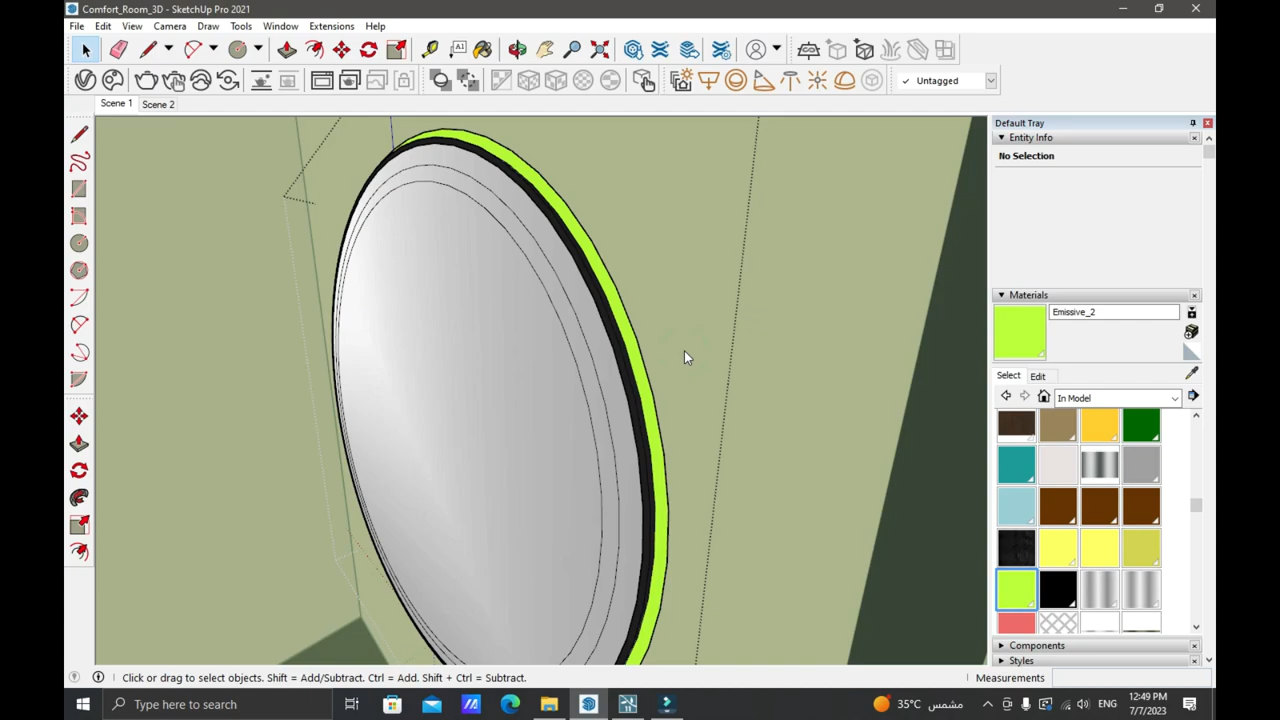 Comfort_Room_3D - SketchUp Pro 2021
File Edit View Camera Draw Tools Window Extensions Help
A1
Untagged
Scene 1 Scene 2
Default Tray
Entity Info
No Selection
Materials
Emissive_2
Select Edit
In Model
Components
Styles
Click or drag to select objects. Shift = Add/Subtract. Ctrl = Add. Shift + Ctrl = Subtract.
Measurements
Type here to search
35°C مشمس
ENG
12:49 PM
7/7/2023